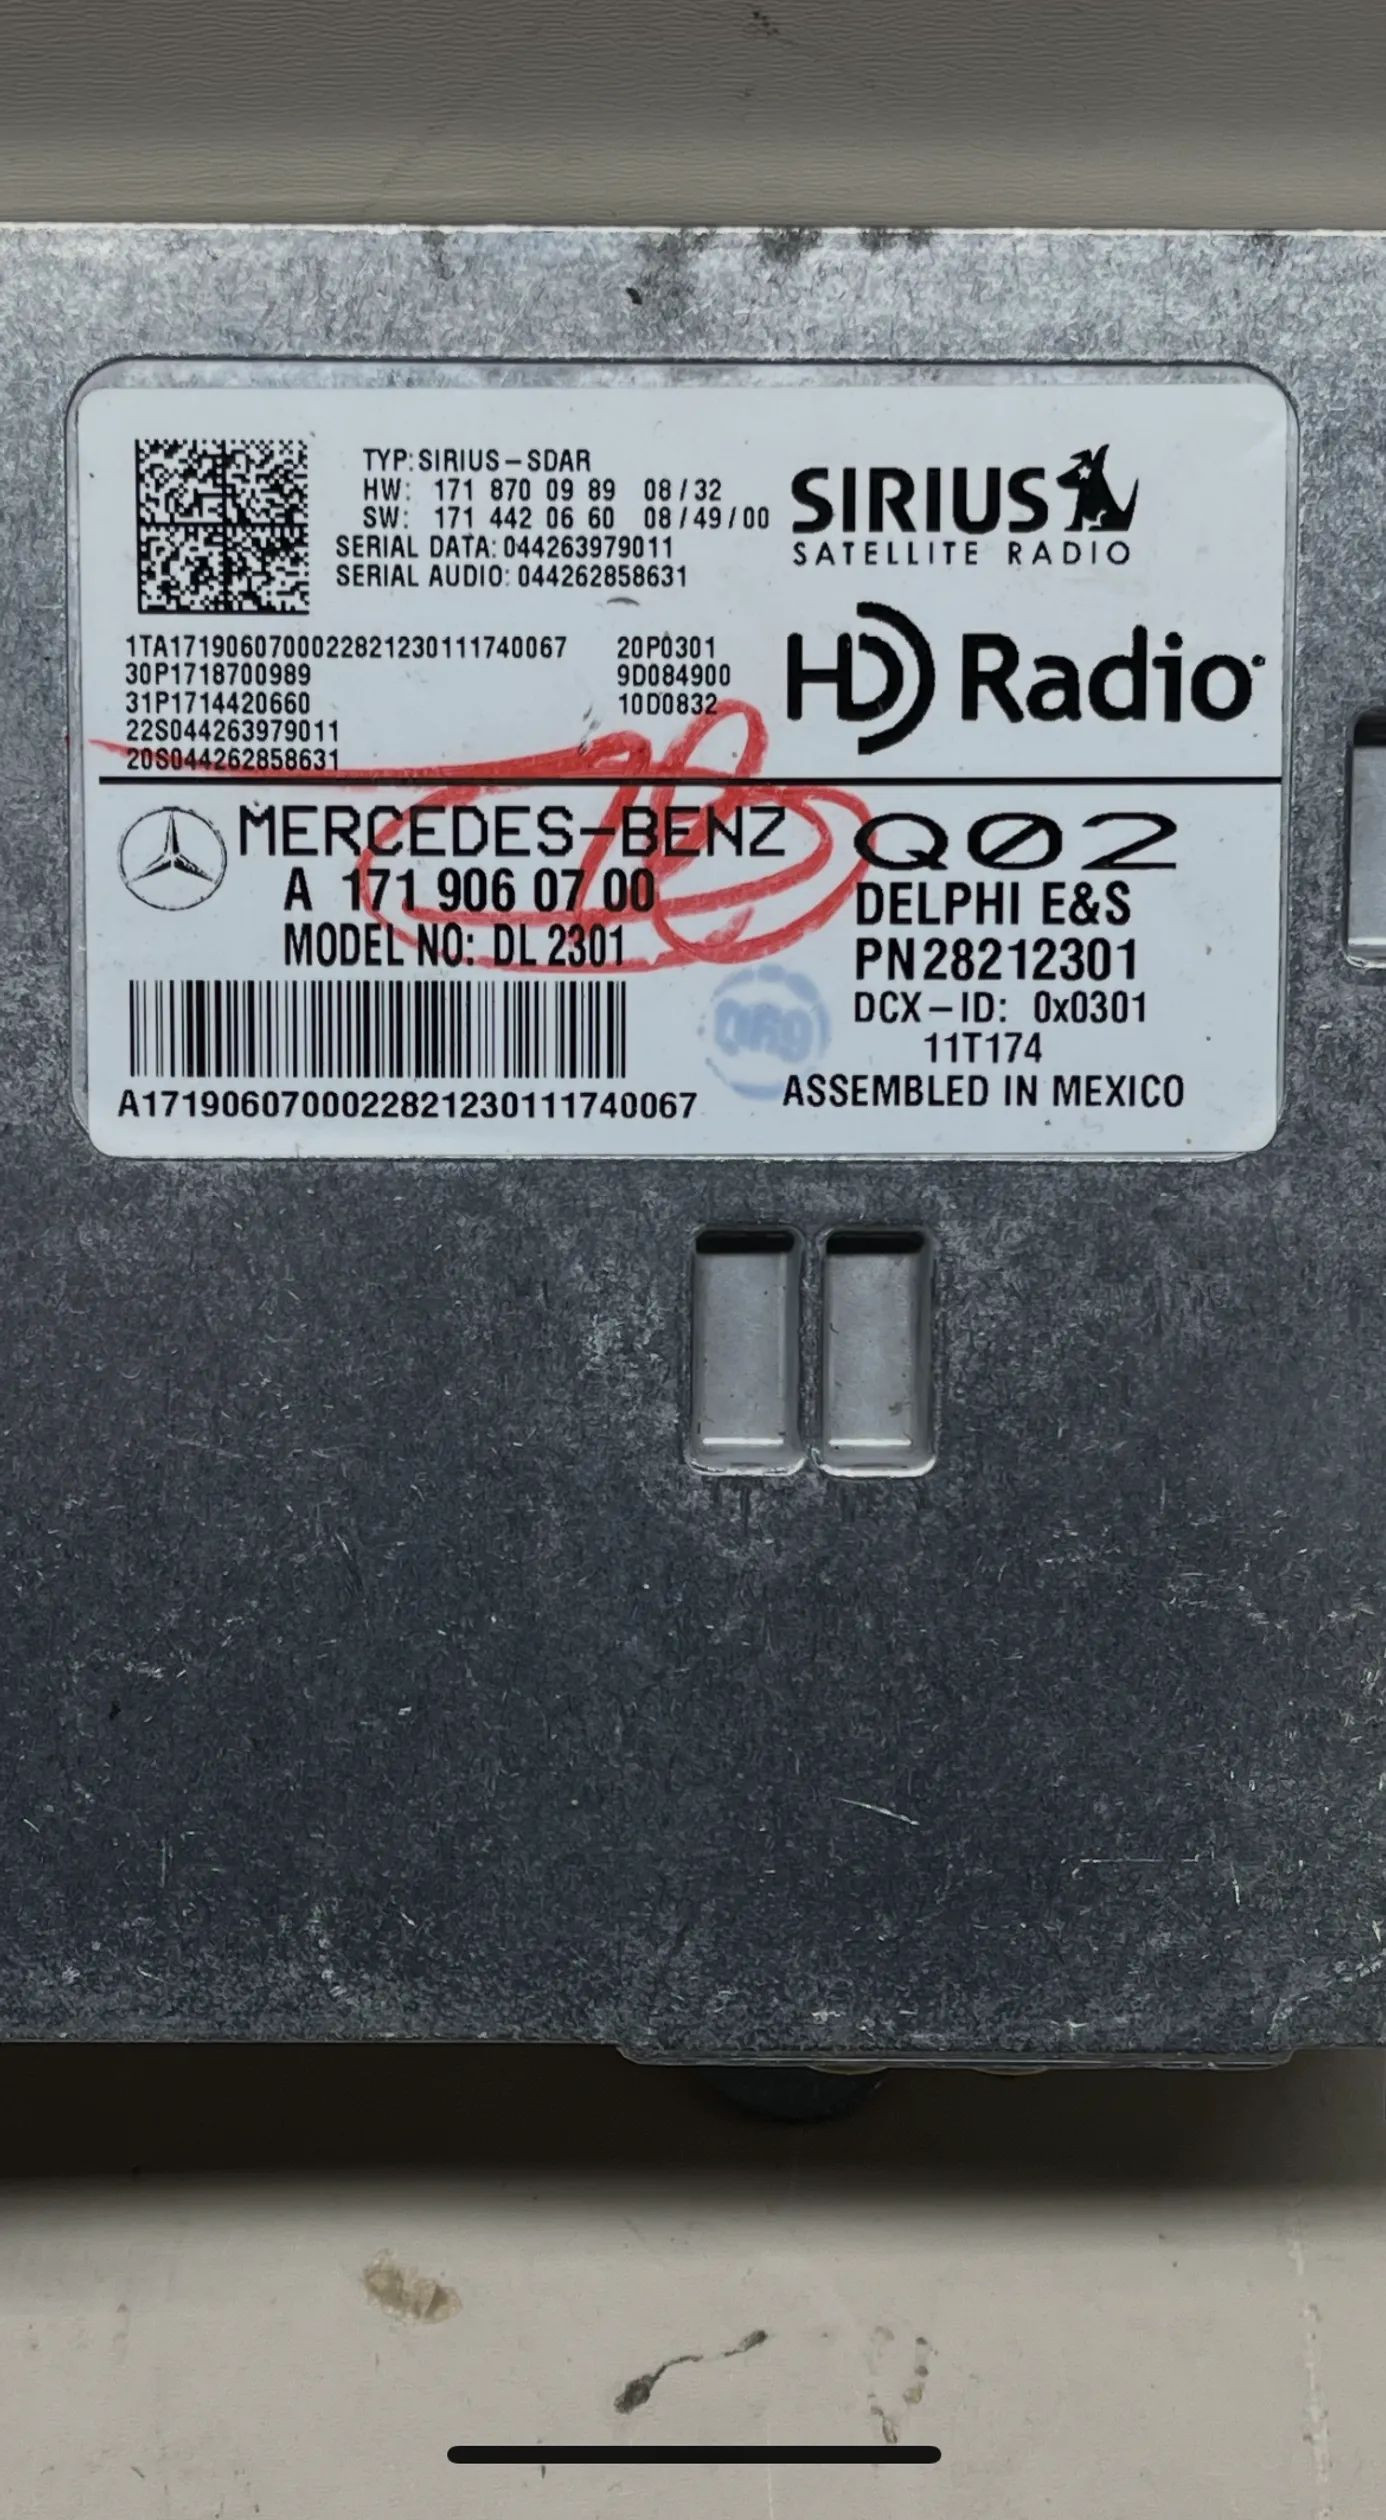 TYP: SIRIUS-SDAR
HW: 171 870 09 89 08/32
SW: 171 442 06 60 08/49/00
SERIAL DATA: 044263979011
SERIAL AUDIO: 044262858631
SIRIUS
SATELLITE RADIO
1TA1719060700022821230111740067 20P0301
30P1718700989 9D084900
31P1714420660 10D0832
22S044263979011
20S044262858631
HD Radio
MERCEDES-BENZ
A 171 906 07 00
MODEL NO: DL 2301
A1719060700022821230111740067
Q02
DELPHI E&S
PN28212301
DCX-ID: 0x0301
11T174
ASSEMBLED IN MEXICO